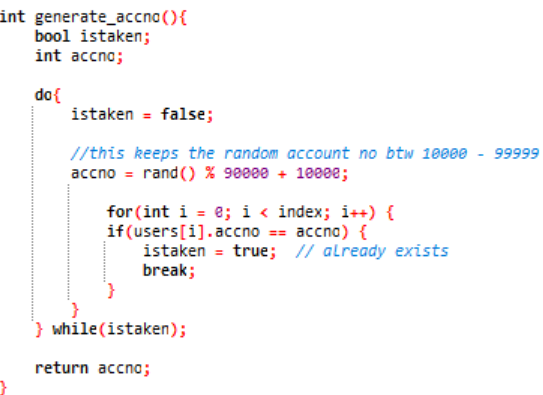 int generate_accno(){
    bool istaken;
    int accno;

    do{
        istaken = false;

        //this keeps the random account no btw 10000 - 99999
        accno = rand() % 90000 + 10000;

            for(int i = 0; i < index; i++) {
            if(users[i].accno == accno) {
                istaken = true;  // already exists
                break;
            }
        }
    } while(istaken);

    return accno;
}